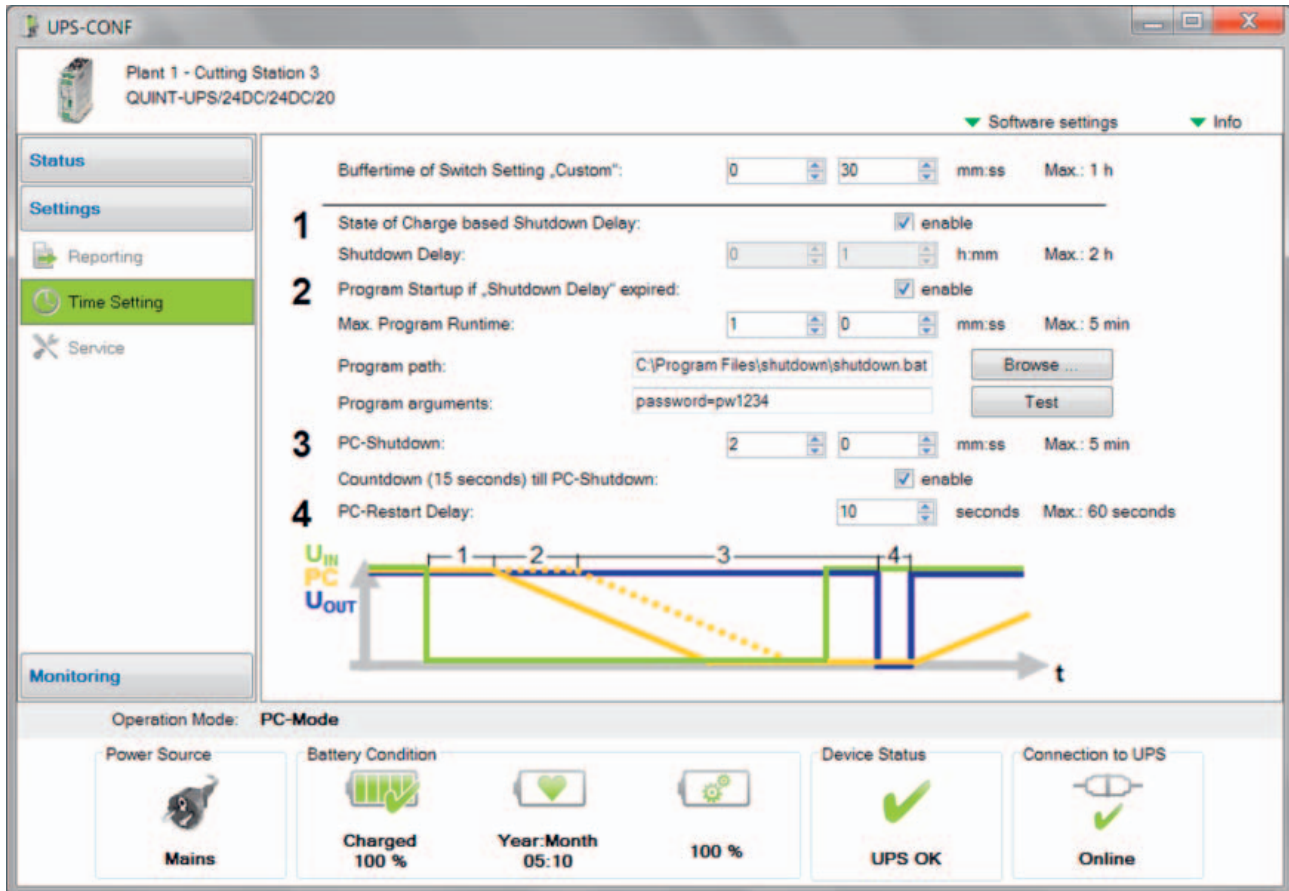 UPS-CONF
Plant 1 - Cutting Station 3
QUINT-UPS/24DC/24DC/20
Software settings
Info
Status
Settings
Reporting
Time Setting
Service
Monitoring
Buffertime of Switch Setting „Custom": 0 30 mm:ss Max.: 1 h
1 State of Charge based Shutdown Delay: enable
Shutdown Delay: 0 1 h:mm Max.: 2 h
2 Program Startup if „Shutdown Delay" expired: enable
Max. Program Runtime: 1 0 mm:ss Max.: 5 min
Program path: C:\Program Files\shutdown\shutdown.bat Browse ...
Program arguments: password=pw1234 Test
3 PC-Shutdown: 2 0 mm:ss Max.: 5 min
Countdown (15 seconds) till PC-Shutdown: enable
4 PC-Restart Delay: 10 seconds Max.: 60 seconds
UIN
PC
UOUT
1 2 3 4
t
Operation Mode: PC-Mode
Power Source
Mains
Battery Condition
Charged
100 %
Year:Month
05:10
100 %
Device Status
UPS OK
Connection to UPS
Online